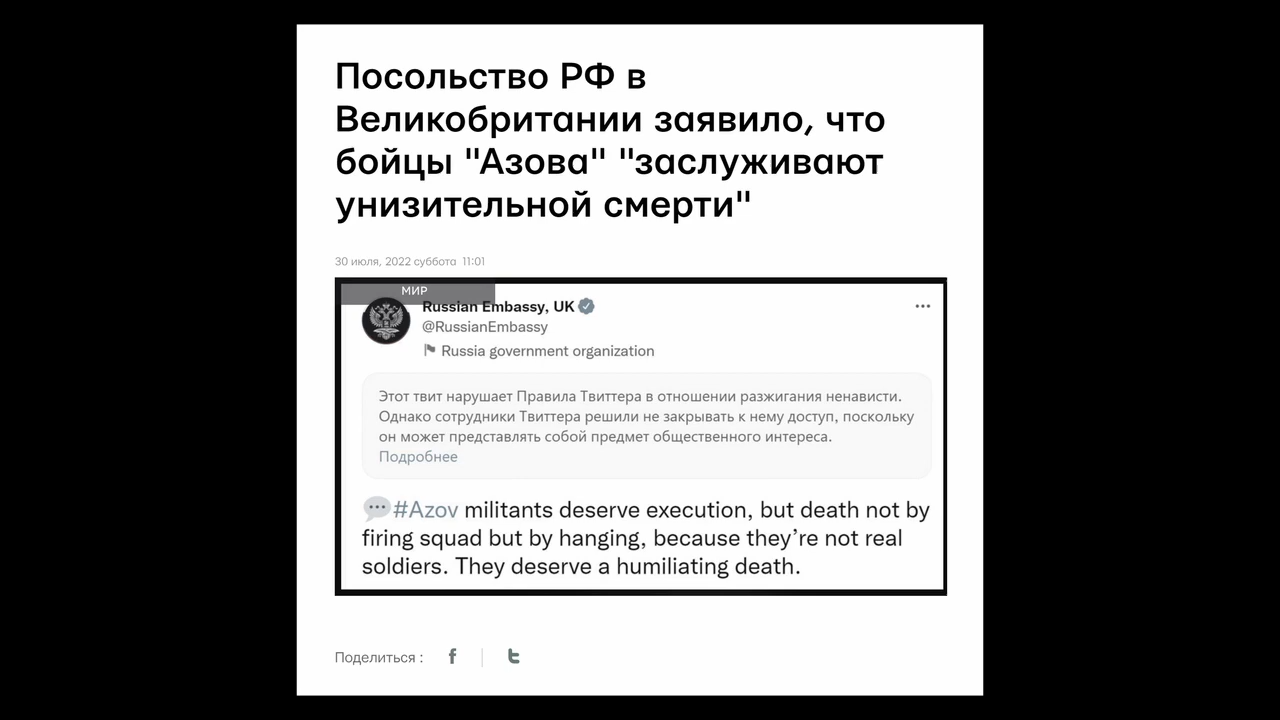 Посольство РФ в
Великобритании заявило, что
бойцы "Азова" "заслуживают
унизительной смерти"
30 июля, 2022 суббота 11:01
МИР
Russian Embassy, UK
@RussianEmbassy
Russia government organization
Этот твит нарушает Правила Твиттера в отношении разжигания ненависти.
Однако сотрудники Твиттера решили не закрывать к нему доступ, поскольку
он может представлять собой предмет общественного интереса.
Подробнее
#Azov militants deserve execution, but death not by
firing squad but by hanging, because they’re not real
soldiers. They deserve a humiliating death.
Поделиться :